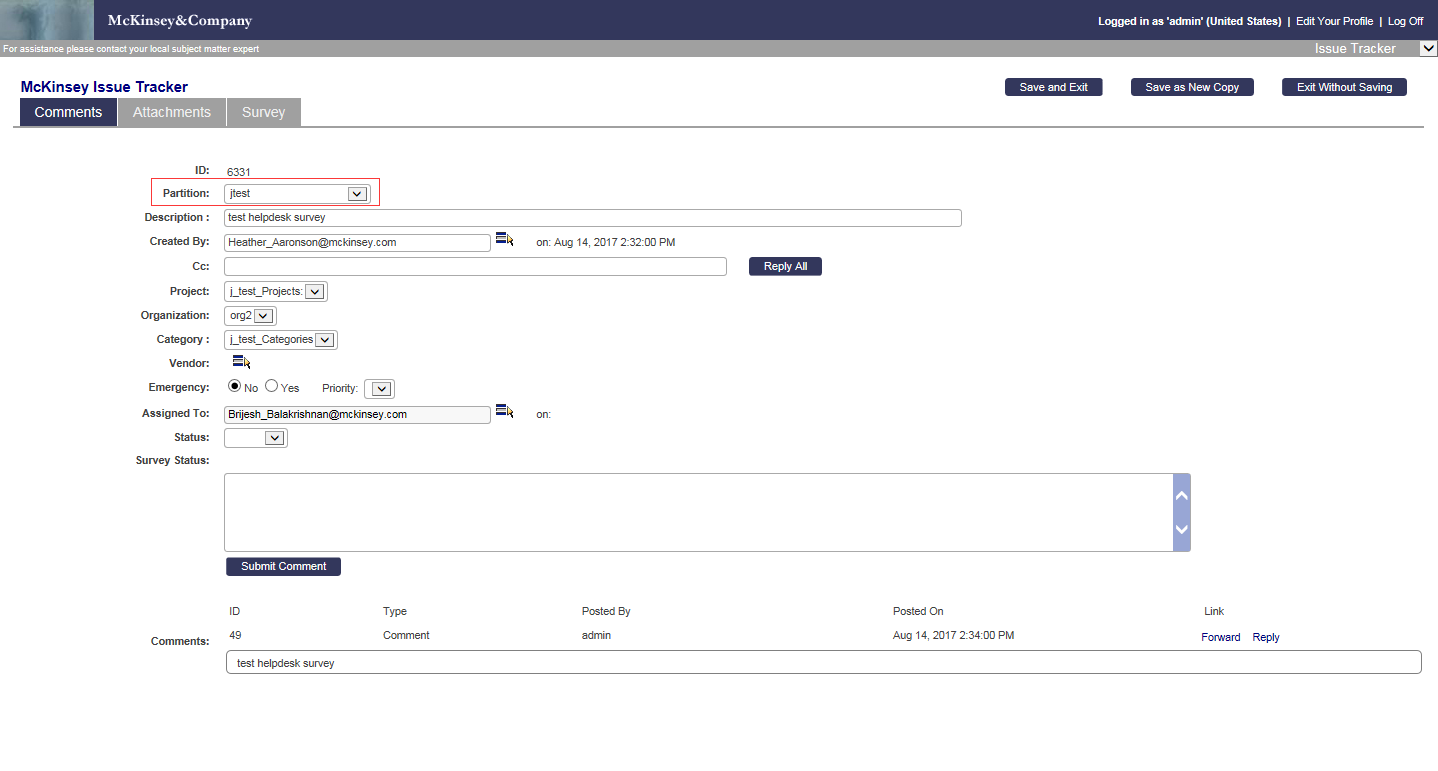 McKinsey&Company
Logged in as 'admin' (United States) | Edit Your Profile | Log Off
For assistance please contact your local subject matter expert
Issue Tracker
McKinsey Issue Tracker
Save and Exit
Save as New Copy
Exit Without Saving
Comments
Attachments
Survey
ID: 6331
Partition: jtest
Description : test helpdesk survey
Created By: Heather_Aaronson@mckinsey.com on: Aug 14, 2017 2:32:00 PM
Cc:
Reply All
Project: j_test_Projects:
Organization: org2
Category : j_test_Categories
Vendor:
Emergency: No Yes Priority:
Assigned To: Brijesh_Balakrishnan@mckinsey.com on:
Status:
Survey Status:
Submit Comment
ID Type Posted By Posted On Link
49 Comment admin Aug 14, 2017 2:34:00 PM Forward Reply
Comments:
test helpdesk survey